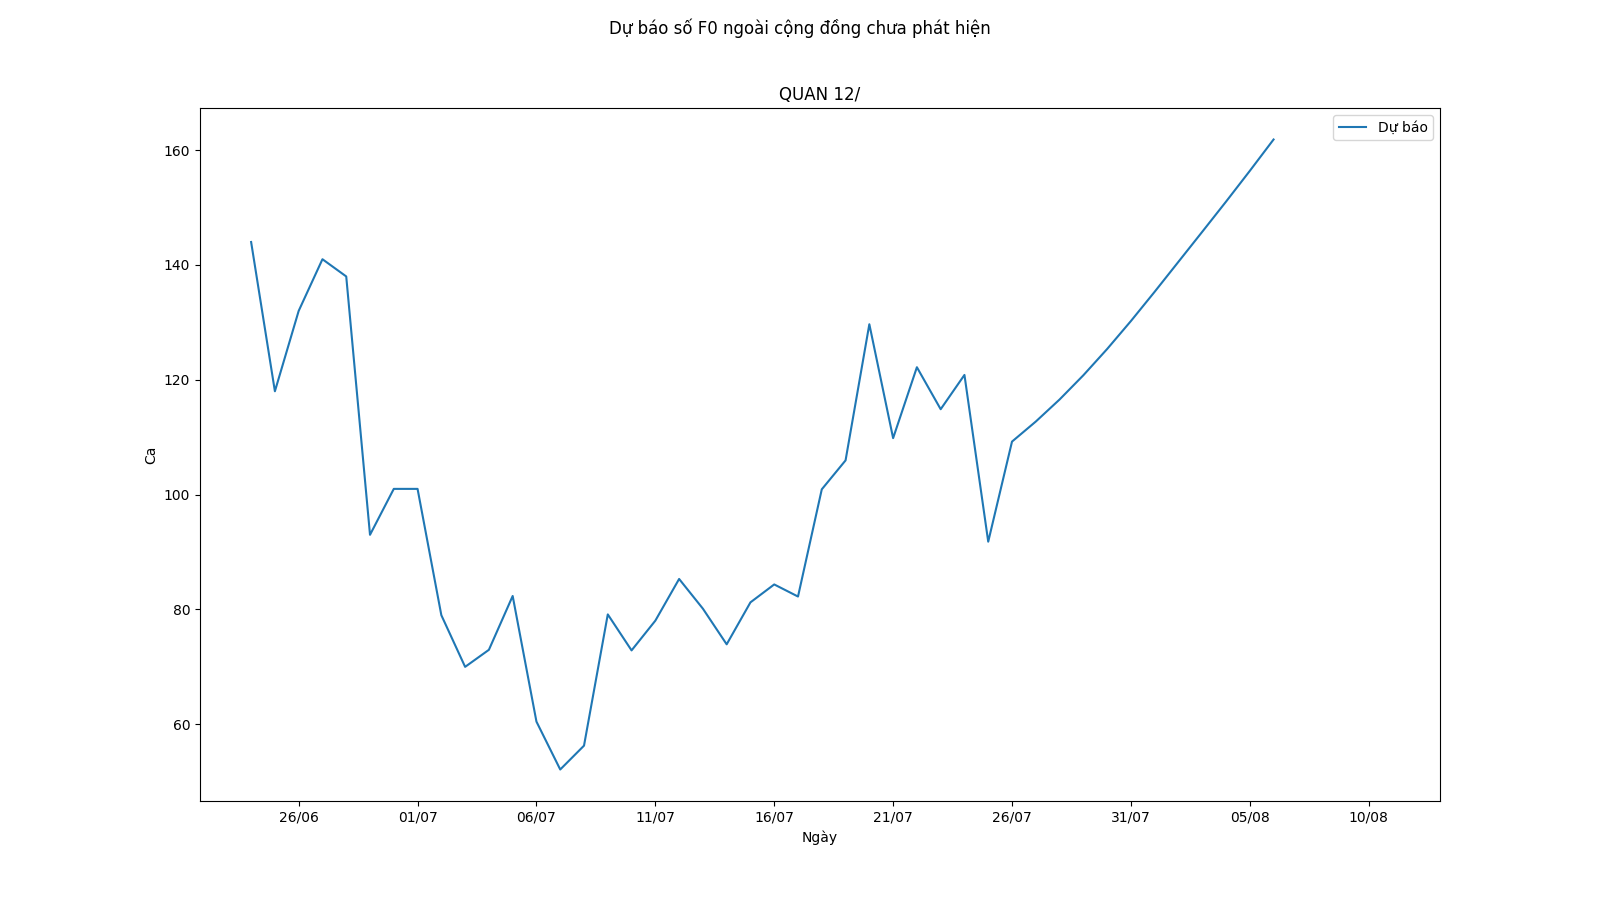 Dự báo số F0 ngoài cộng đồng chưa phát hiện
QUAN 12/
Dự báo
160
140
120
100
80
60
Ca
26/06 01/07 06/07 11/07 16/07 21/07 26/07 31/07 05/08 10/08
Ngày